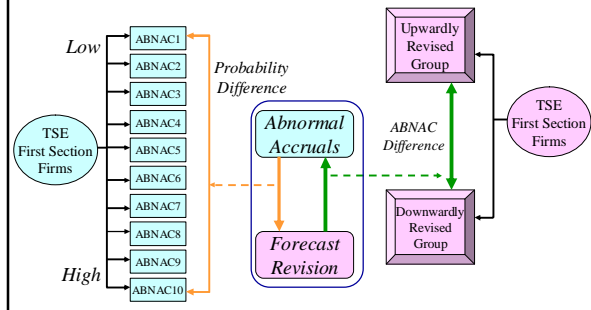 Low
High
TSE
First Section
Firms
ABNAC1
ABNAC2
ABNAC3
ABNAC4
ABNAC5
ABNAC6
ABNAC7
ABNAC8
ABNAC9
ABNAC10
Probability
Difference
Abnormal
Accruals
Forecast
Revision
ABNAC
Difference
Upwardly
Revised
Group
Downwardly
Revised
Group
TSE
First Section
Firms